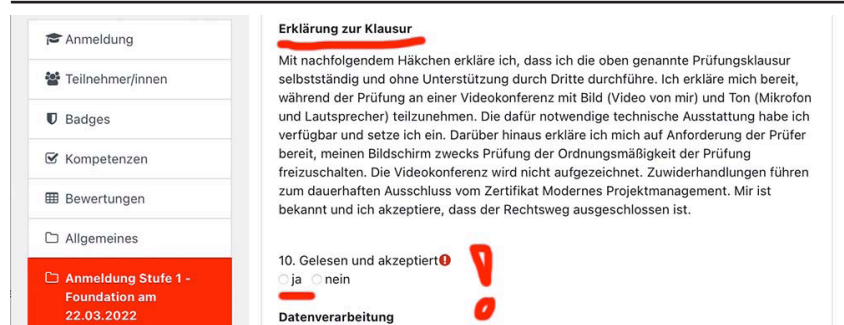 Anmeldung
Teilnehmer/innen
Badges
Kompetenzen
Bewertungen
Allgemeines
Anmeldung Stufe 1 -
Foundation am
22.03.2022
Erklärung zur Klausur
Mit nachfolgendem Häkchen erkläre ich, dass ich die oben genannte Prüfungsklausur
selbstständig und ohne Unterstützung durch Dritte durchführe. Ich erkläre mich bereit,
während der Prüfung an einer Videokonferenz mit Bild (Video von mir) und Ton (Mikrofon
und Lautsprecher) teilzunehmen. Die dafür notwendige technische Ausstattung habe ich
verfügbar und setze ich ein. Darüber hinaus erkläre ich mich auf Anforderung der Prüfer
bereit, meinen Bildschirm zwecks Prüfung der Ordnungsmäßigkeit der Prüfung
freizuschalten. Die Videokonferenz wird nicht aufgezeichnet. Zuwiderhandlungen führen
zum dauerhaften Ausschluss vom Zertifikat Modernes Projektmanagement. Mir ist
bekannt und ich akzeptiere, dass der Rechtsweg ausgeschlossen ist.
10. Gelesen und akzeptiert
ja nein
!
Datenverarbeitung